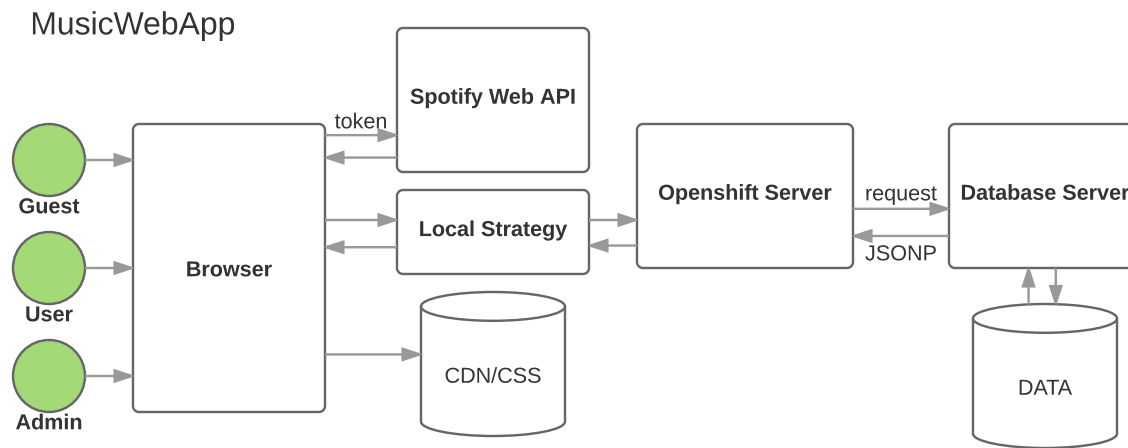 MusicWebApp
Spotify Web API
token
Guest
Openshift Server
request
Database Server
Local Strategy
JSONP
Browser
User
CDN/CSS
DATA
Admin